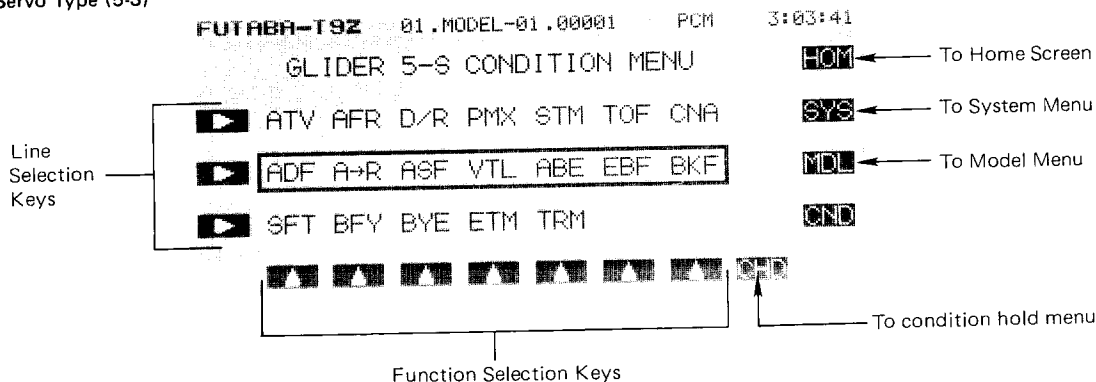 Servo Type (5-S)
FUTABA-T9Z 01.MODEL-01.00001 PCM 3:03:41
GLIDER 5-S CONDITION MENU
HOM
To Home Screen
ATV AFR D/R PMX STM TOF CNA
SYS
To System Menu
Line
Selection
Keys
ADF A→R ASF VTL ABE EBF BKF
MDL
To Model Menu
SFT BFY BYE ETM TRM
CND
CHD
To condition hold menu
Function Selection Keys